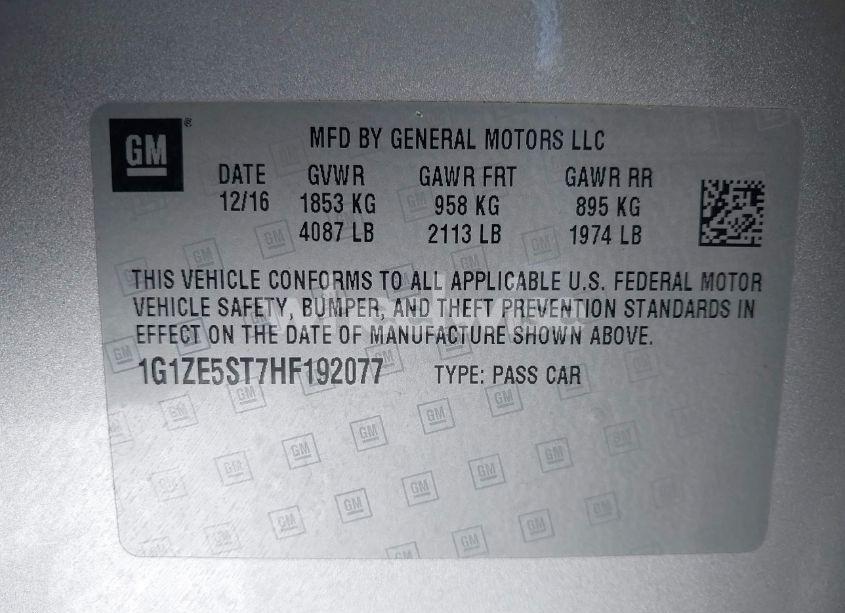 GM®
MFD BY GENERAL MOTORS LLC
DATE GVWR GAWR FRT GAWR RR
12/16 1853 KG 958 KG 895 KG
4087 LB 2113 LB 1974 LB
THIS VEHICLE CONFORMS TO ALL APPLICABLE U.S. FEDERAL MOTOR
VEHICLE SAFETY, BUMPER, AND THEFT PREVENTION STANDARDS IN
EFFECT ON THE DATE OF MANUFACTURE SHOWN ABOVE.
1G1ZE5ST7HF192077 TYPE: PASS CAR